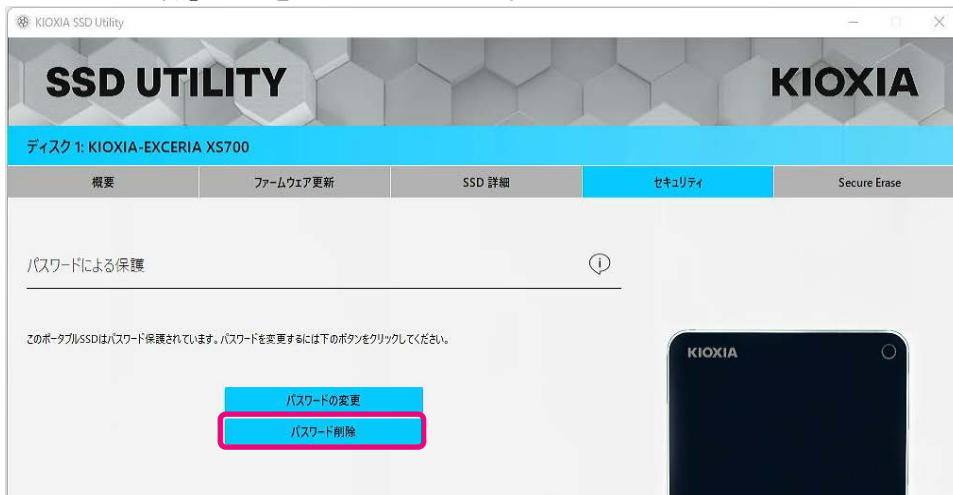 KIOXIA SSD Utility
SSD UTILITY
KIOXIA
ディスク 1: KIOXIA-EXCERIA XS700
概要
ファームウェア更新
SSD 詳細
セキュリティ
Secure Erase
パスワードによる保護
このポータブルSSDはパスワード保護されています。パスワードを変更するには下のボタンをクリックしてください。
KIOXIA
パスワードの変更
パスワード削除